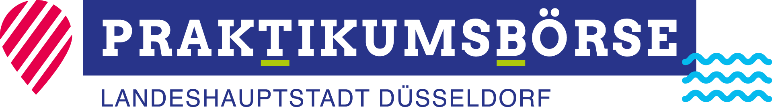 PRAKTIKUMSBÖRSE
LANDESHAUPTSTADT DÜSSELDORF